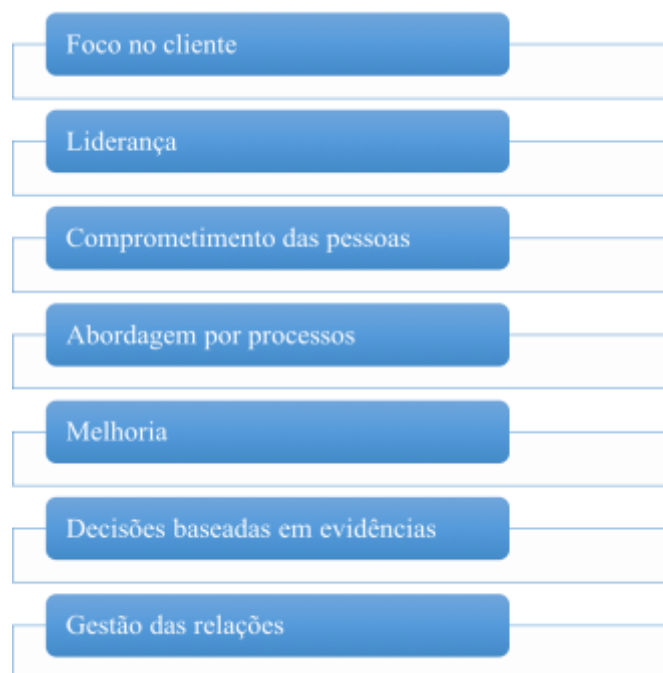 Foco no cliente
Liderança
Comprometimento das pessoas
Abordagem por processos
Melhoria
Decisões baseadas em evidências
Gestão das relações